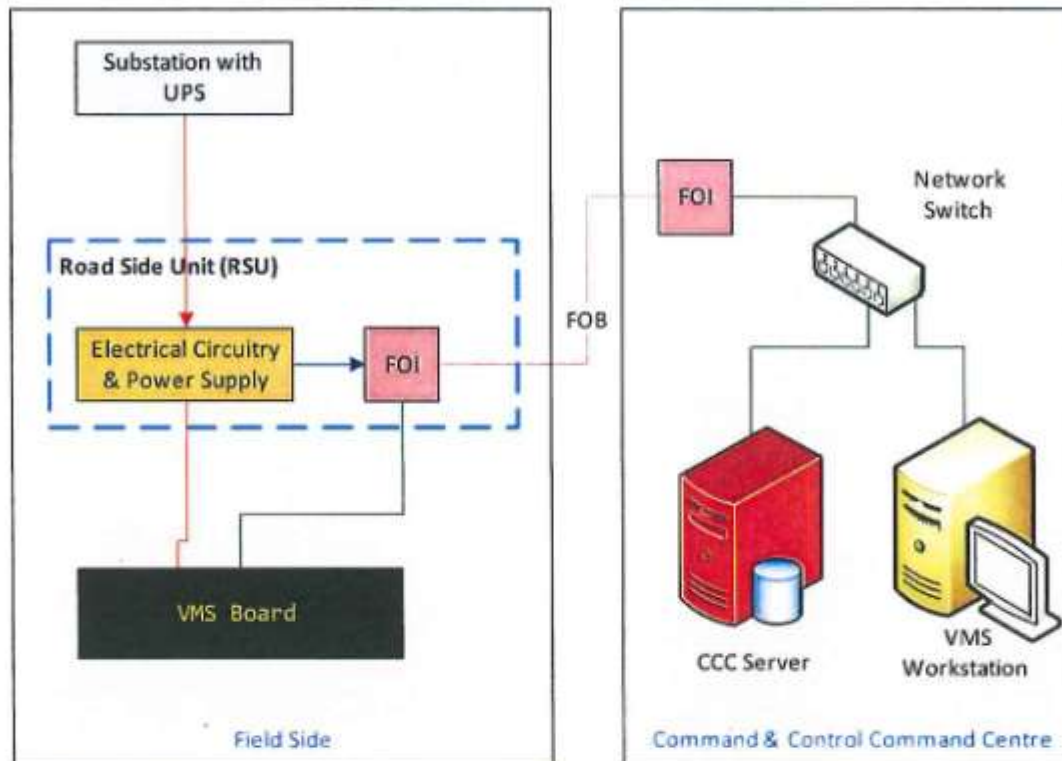 Substation with
UPS
Road Side Unit (RSU)
Electrical Circuitry
& Power Supply
FOI
VMS Board
Field Side
FOB
FOI
Network
Switch
CCC Server
VMS
Workstation
Command & Control Command Centre